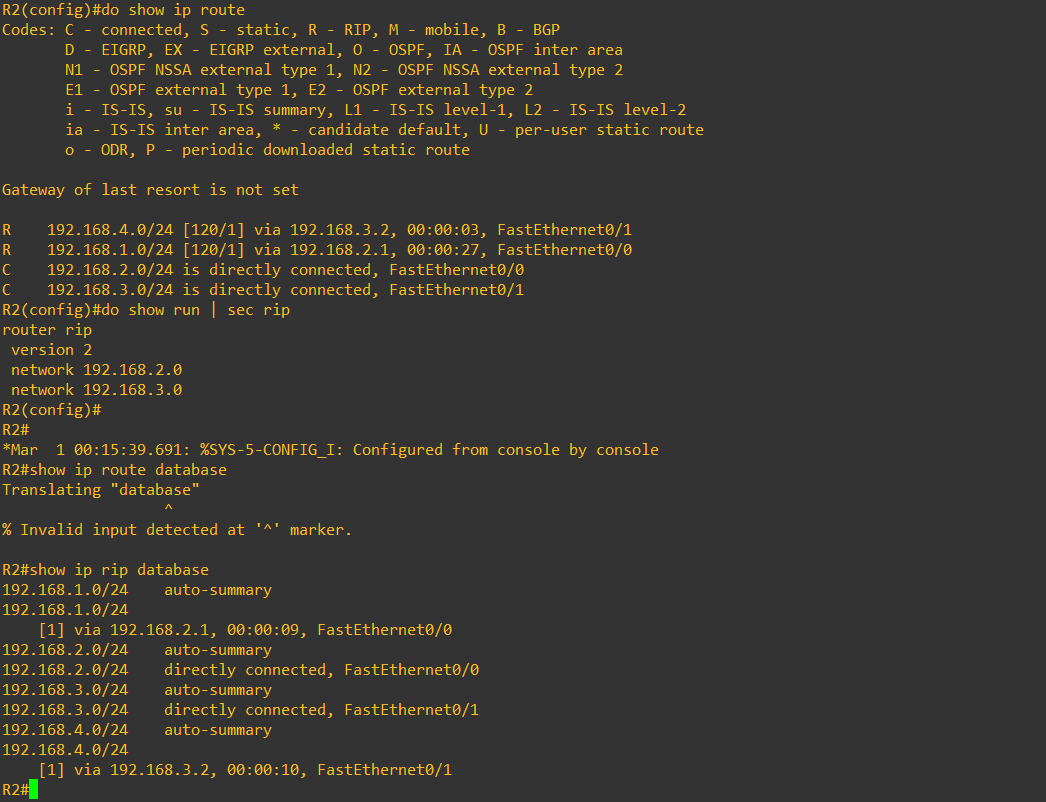 R2(config)#do show ip route
Codes: C - connected, S - static, R - RIP, M - mobile, B - BGP
       D - EIGRP, EX - EIGRP external, O - OSPF, IA - OSPF inter area
       N1 - OSPF NSSA external type 1, N2 - OSPF NSSA external type 2
       E1 - OSPF external type 1, E2 - OSPF external type 2
       i - IS-IS, su - IS-IS summary, L1 - IS-IS level-1, L2 - IS-IS level-2
       ia - IS-IS inter area, * - candidate default, U - per-user static route
       o - ODR, P - periodic downloaded static route

Gateway of last resort is not set

R    192.168.4.0/24 [120/1] via 192.168.3.2, 00:00:03, FastEthernet0/1
R    192.168.1.0/24 [120/1] via 192.168.2.1, 00:00:27, FastEthernet0/0
C    192.168.2.0/24 is directly connected, FastEthernet0/0
C    192.168.3.0/24 is directly connected, FastEthernet0/1
R2(config)#do show run | sec rip
router rip
 version 2
 network 192.168.2.0
 network 192.168.3.0
R2(config)#
R2#
*Mar  1 00:15:39.691: %SYS-5-CONFIG_I: Configured from console by console
R2#show ip route database
Translating "database"
                  ^
% Invalid input detected at '^' marker.

R2#show ip rip database
192.168.1.0/24    auto-summary
192.168.1.0/24
    [1] via 192.168.2.1, 00:00:09, FastEthernet0/0
192.168.2.0/24    auto-summary
192.168.2.0/24    directly connected, FastEthernet0/0
192.168.3.0/24    auto-summary
192.168.3.0/24    directly connected, FastEthernet0/1
192.168.4.0/24    auto-summary
192.168.4.0/24
    [1] via 192.168.3.2, 00:00:10, FastEthernet0/1
R2#